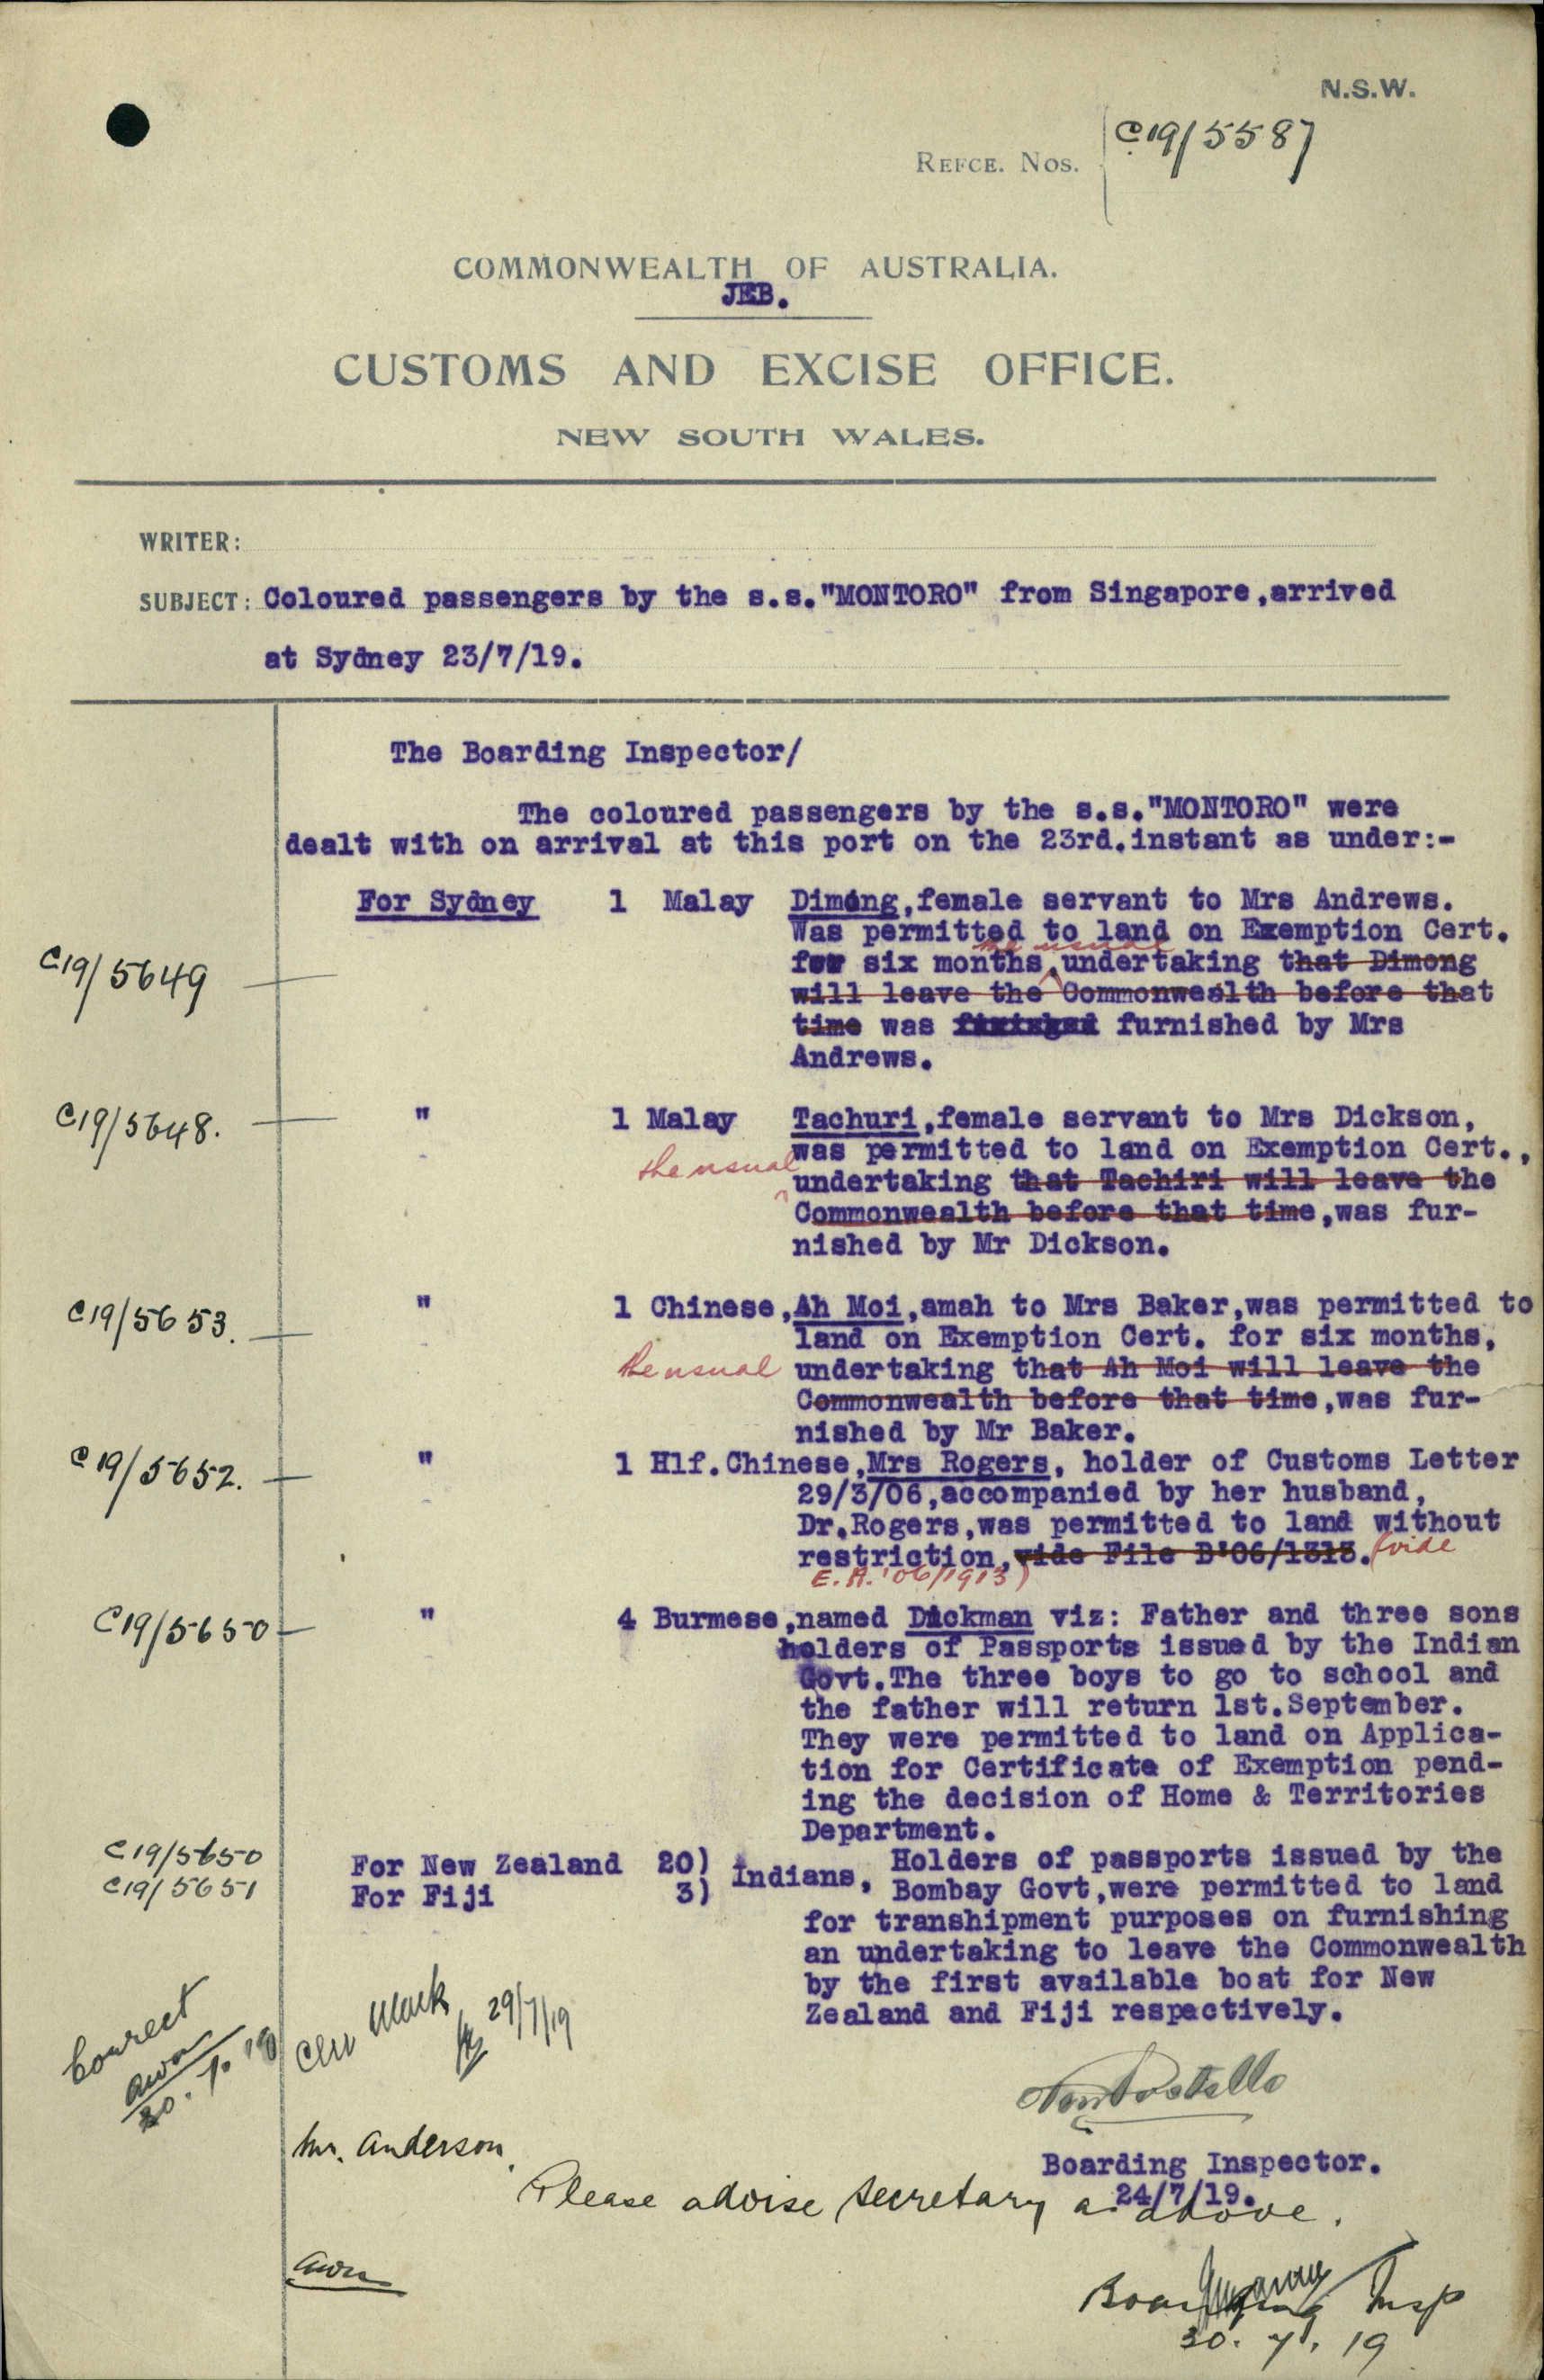 N.S.W.
REFCE. NOS. C19/5587
COMMONWEALTH OF AUSTRALIA.
JEB.
CUSTOMS AND EXCISE OFFICE.
NEW SOUTH WALES.
WRITER:
SUBJECT: Coloured passengers by the s.s."MONTORO" from Singapore,arrived
at Sydney 23/7/19.
The Boarding Inspector/
The coloured passengers by the s.s."MONTORO" were
dealt with on arrival at this port on the 23rd.instant as under:-
For Sydney 1 Malay Dimong,female servant to Mrs Andrews.
Was permitted to land on Exemption Cert.
the usual
C19/5649 for six months,undertaking that Dimong
will leave the Commonwealth before that
time was furnished by Mrs
Andrews.
C19/5648. " 1 Malay Tachuri,female servant to Mrs Dickson,
was permitted to land on Exemption Cert.,
the usual undertaking that Tachiri will leave the
Commonwealth before that time,was fur-
nished by Mr Dickson.
C19/5653. " 1 Chinese,Ah Moi,amah to Mrs Baker,was permitted to
land on Exemption Cert. for six months,
the usual undertaking that Ah Moi will leave the
Commonwealth before that time,was fur-
nished by Mr Baker.
C19/5652. " 1 Hlf.Chinese,Mrs Rogers, holder of Customs Letter
29/3/06,accompanied by her husband,
Dr.Rogers,was permitted to land without
restriction,vide File B'06/1313. (vide
E.A.'06/1913)
C19/5650 " 4 Burmese,named Dickman viz: Father and three sons
holders of Passports issued by the Indian
Govt.The three boys to go to school and
the father will return 1st.September.
They were permitted to land on Applica-
tion for Certificate of Exemption pend-
ing the decision of Home & Territories
Department.
C19/5650 For New Zealand 20) Indians, Holders of passports issued by the
C19/5651 For Fiji 3) Bombay Govt,were permitted to land
for transhipment purposes on furnishing
an undertaking to leave the Commonwealth
by the first available boat for New
Zealand and Fiji respectively.
Correct
30.7.19
Mark
29/7/19
Mr. Anderson.
Boarding Inspector.
24/7/19.
Please advise Secretary as above.
Boarding Insp
30.7.19